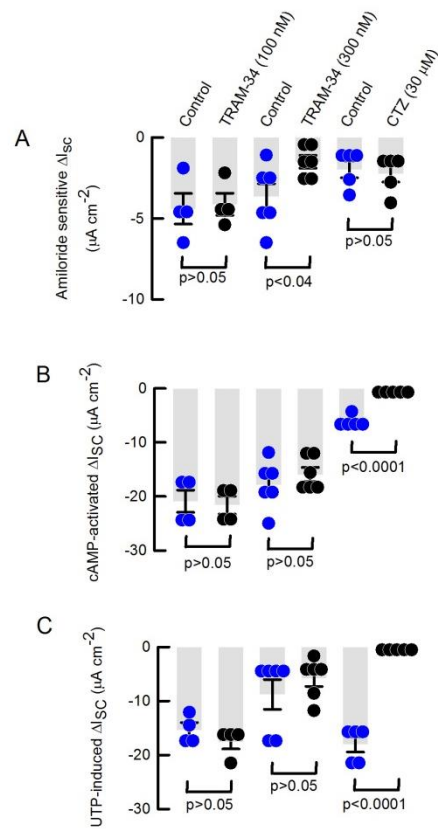 Control
TRAM-34 (100 nM)
Control
TRAM-34 (300 nM)
Control
CTZ (30 μM)
A
Amiloride sensitive ΔISC
(μA cm-2)
0
-5
-10
p>0.05
p<0.04
p>0.05
B
cAMP-activated ΔISC (μA cm-2)
0
-10
-20
-30
p>0.05
p>0.05
p<0.0001
C
UTP-induced ΔISC (μA cm-2)
0
-10
-20
-30
p>0.05
p>0.05
p<0.0001